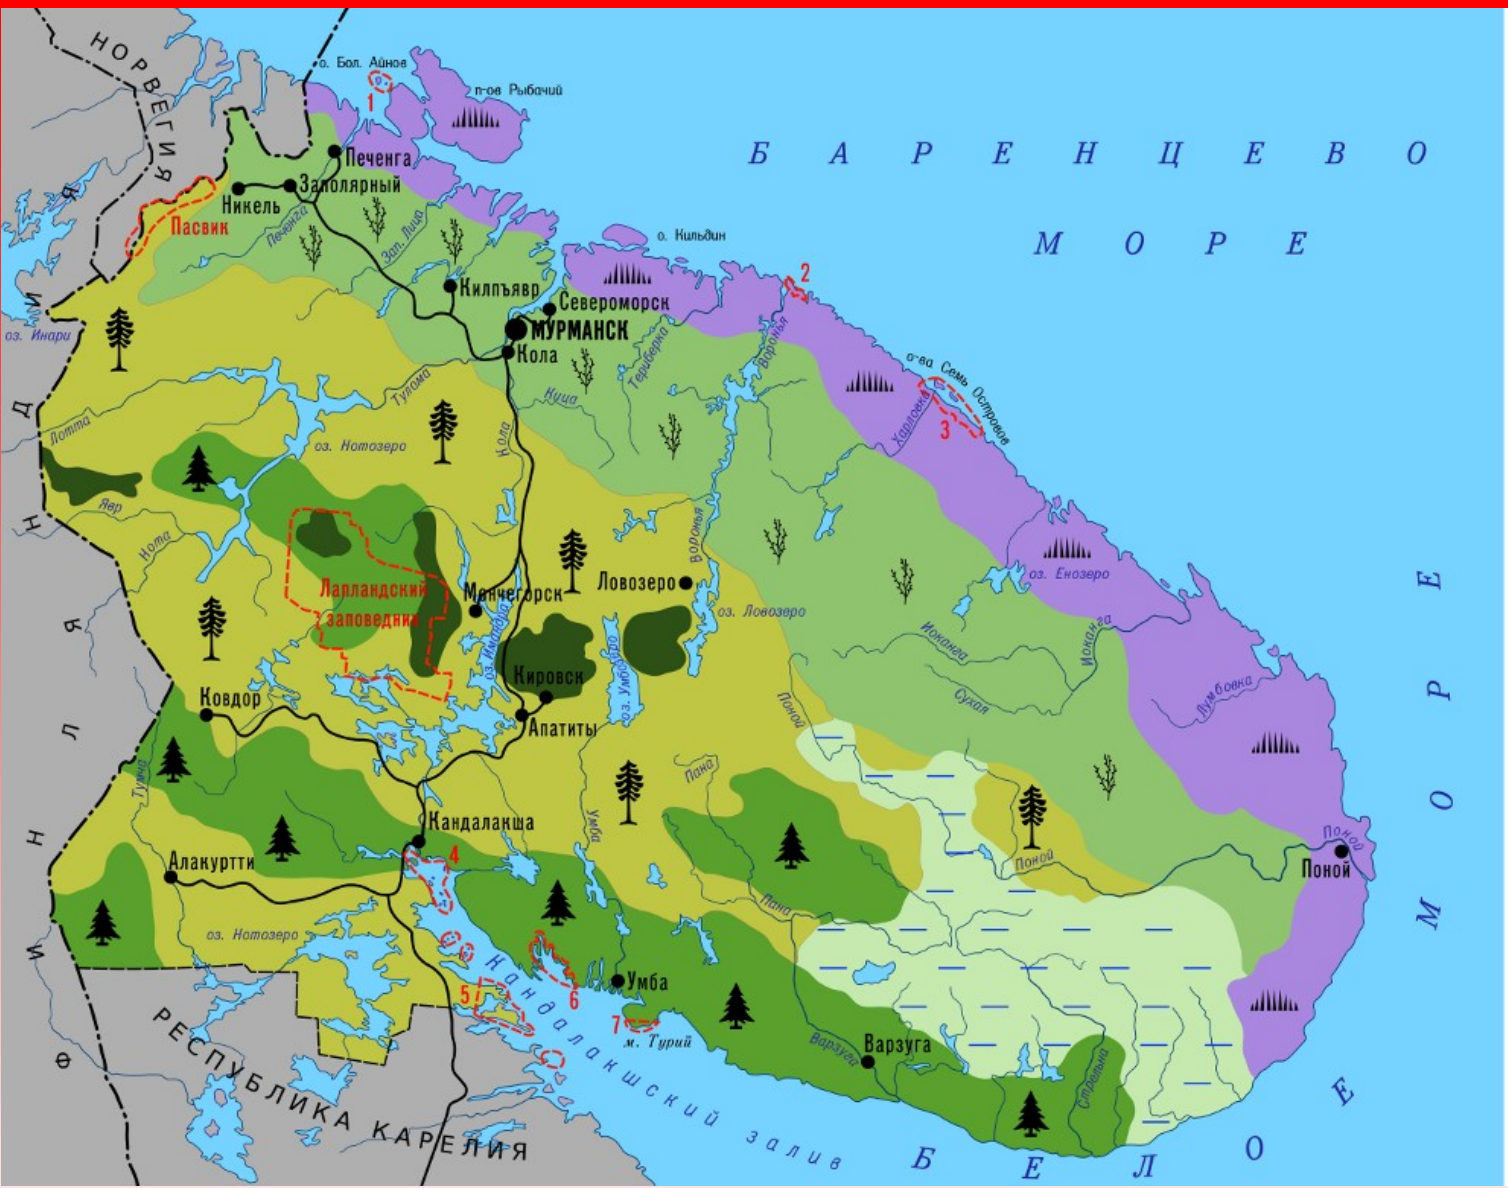 НОРВЕГИЯ
о. Бол. Айнов
1
п-ов Рыбачий
БАРЕНЦЕВО
МОРЕ
Печенга
Заполярный
Никель
Пасвик
Печенга
Зап. Лица
о. Кильдин
2
Килпъявр
Североморск
МУРМАНСК
Кола
оз. Инари
Тулома
Териберка
Воронья
о-ва Семь Островов
Харловка
3
Куца
Кола
Лотта
оз. Нотозеро
Явр
Нота
Воронья
Лапландский
заповедник
Мончегорск
Ловозеро
оз. Ловозеро
оз. Енозеро
оз. Имандра
оз. Умбозеро
Иоканга
Иоканга
Сухая
Лумбовка
Кировск
Ковдор
Апатиты
Поной
Пана
Тумча
Умба
Кандалакша
4
Алакуртти
Поной
Поной
Поной
Пана
оз. Нотозеро
5
6
Умба
7
м. Турий
Варзуга
Варзуга
Стрельна
Кандалакшский залив
ФИНЛЯНДИЯ
РЕСПУБЛИКА КАРЕЛИЯ
БЕЛОЕ
МОРЕ